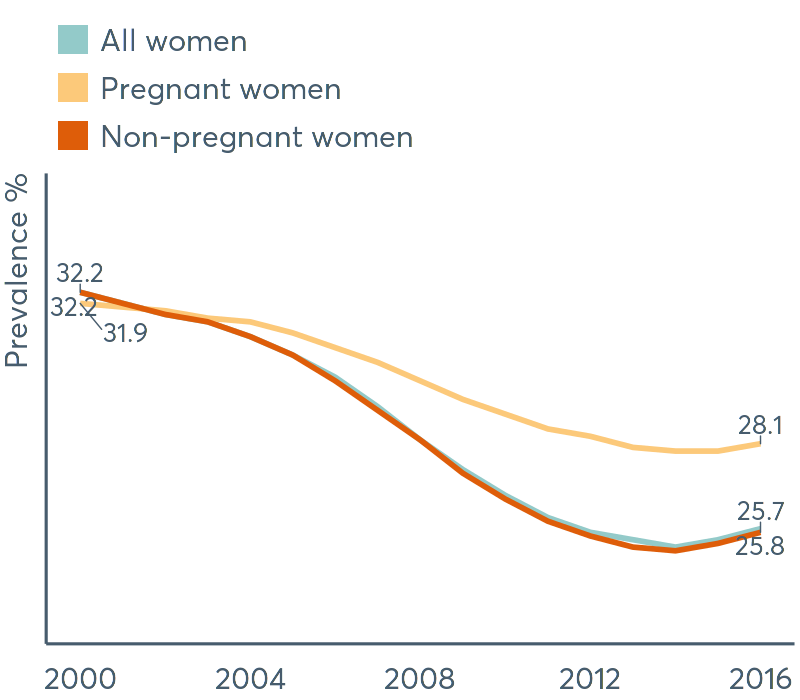 All women
Pregnant women
Non-pregnant women
Prevalence %
32.2
32.2
31.9
28.1
25.7
25.8
2000 2004 2008 2012 2016